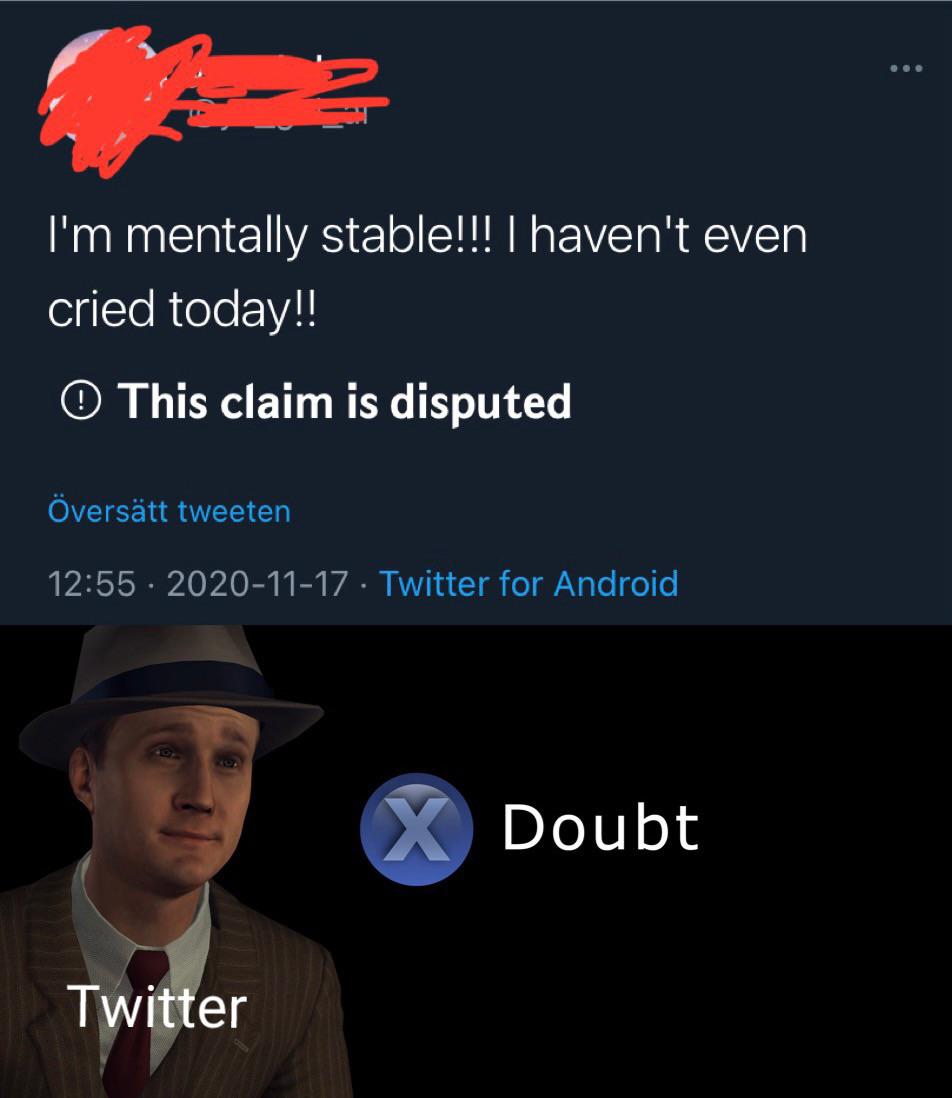 I'm mentally stable!!! I haven't even
cried today!!
This claim is disputed
Översätt tweeten
12:55 · 2020-11-17 · Twitter for Android
X Doubt
Twitter